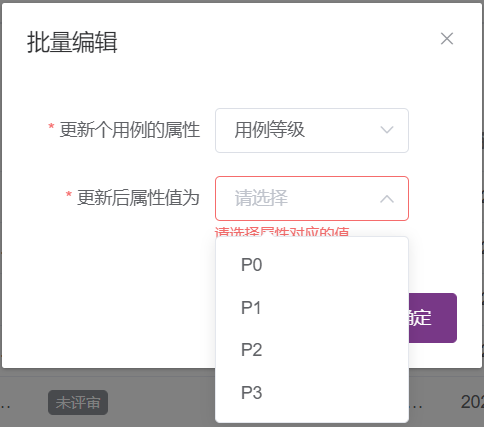 批量编辑
* 更新个用例的属性 用例等级
* 更新后属性值为 请选择
请选择属性对应的值
P0
P1
确定
P2
P3
... 未评审 ... 202